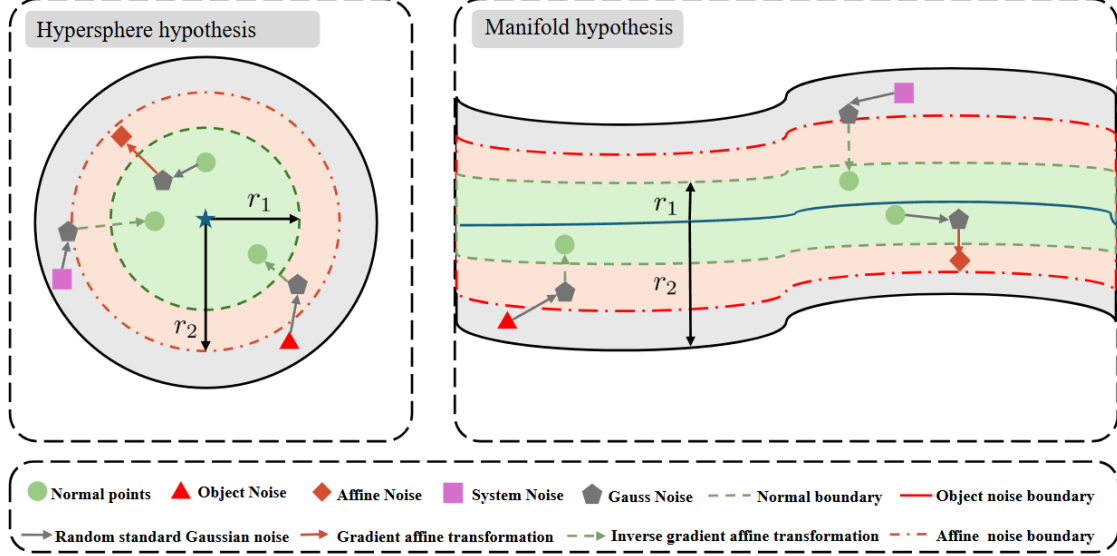 Hypersphere hypothesis
r1
r2
Manifold hypothesis
r1
r2
Normal points
Object Noise
Affine Noise
System Noise
Gauss Noise
Normal boundary
Object noise boundary
Random standard Gaussian noise
Gradient affine transformation
Inverse gradient affine transformation
Affine noise boundary